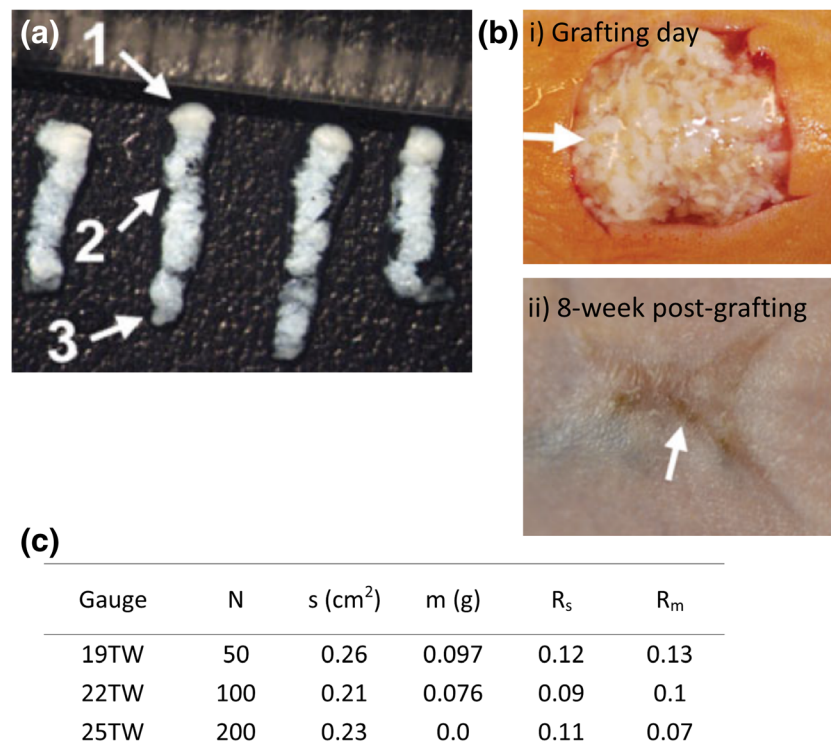 (a)
1
2
3
(b)
i) Grafting day
ii) 8-week post-grafting
(c)
Gauge N s (cm²) m (g) Rₛ Rₘ
19TW 50 0.26 0.097 0.12 0.13
22TW 100 0.21 0.076 0.09 0.1
25TW 200 0.23 0.0 0.11 0.07